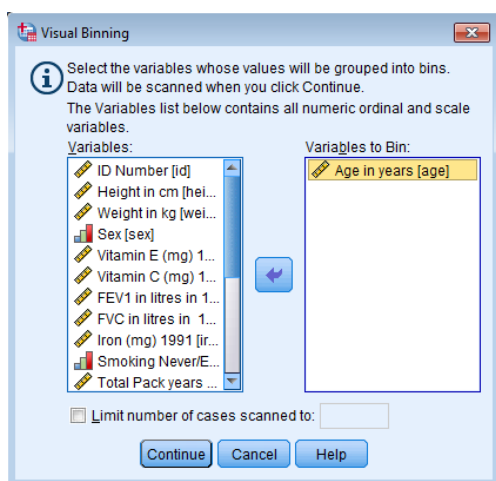 Visual Binning
Select the variables whose values will be grouped into bins.
Data will be scanned when you click Continue.
The Variables list below contains all numeric ordinal and scale
variables.
Variables:
Variables to Bin:
ID Number [id]
Height in cm [hei...
Weight in kg [wei...
Sex [sex]
Vitamin E (mg) 1...
Vitamin C (mg) 1...
FEV1 in litres in 1...
FVC in litres in 1...
Iron (mg) 1991 [ir...
Smoking Never/E...
Total Pack years ...
Age in years [age]
Limit number of cases scanned to:
Continue Cancel Help